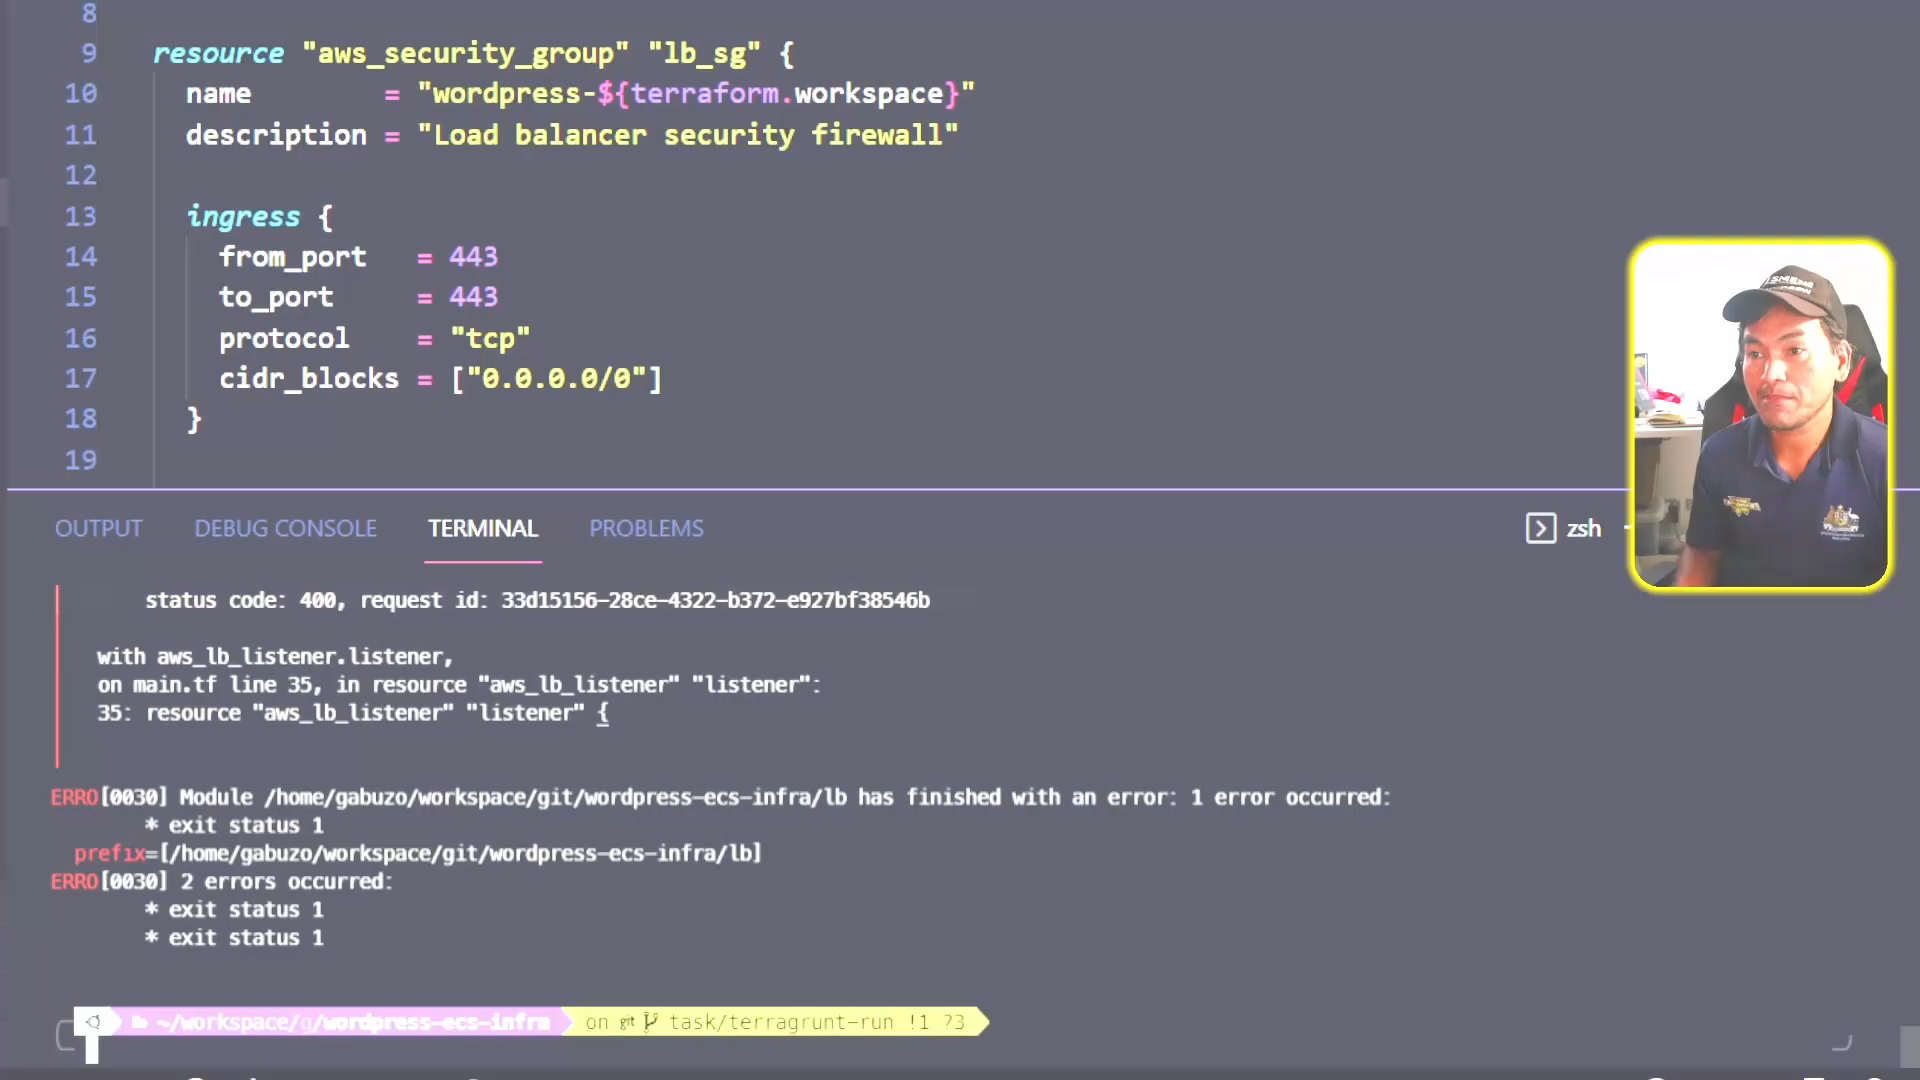 8
9 resource "aws_security_group" "lb_sg" {
10 name = "wordpress-${terraform.workspace}"
11 description = "Load balancer security firewall"
12
13 ingress {
14 from_port = 443
15 to_port = 443
16 protocol = "tcp"
17 cidr_blocks = ["0.0.0.0/0"]
18 }
19
OUTPUT DEBUG CONSOLE TERMINAL PROBLEMS zsh
status code: 400, request id: 33d15156-28ce-4322-b372-e927bf38546b
with aws_lb_listener.listener,
on main.tf line 35, in resource "aws_lb_listener" "listener":
35: resource "aws_lb_listener" "listener" {
ERRO[0030] Module /home/gabuzo/workspace/git/wordpress-ecs-infra/lb has finished with an error: 1 error occurred:
* exit status 1
prefix=[/home/gabuzo/workspace/git/wordpress-ecs-infra/lb]
ERRO[0030] 2 errors occurred:
* exit status 1
* exit status 1
~/workspace/g/wordpress-ecs-infra on git task/terragrunt-run !1 ?3